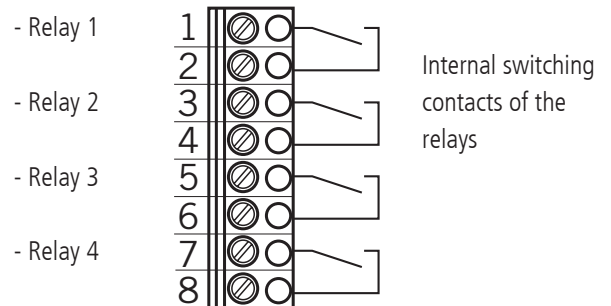 - Relay 1
1
2
- Relay 2
3
4
- Relay 3
5
6
- Relay 4
7
8
Internal switching
contacts of the
relays